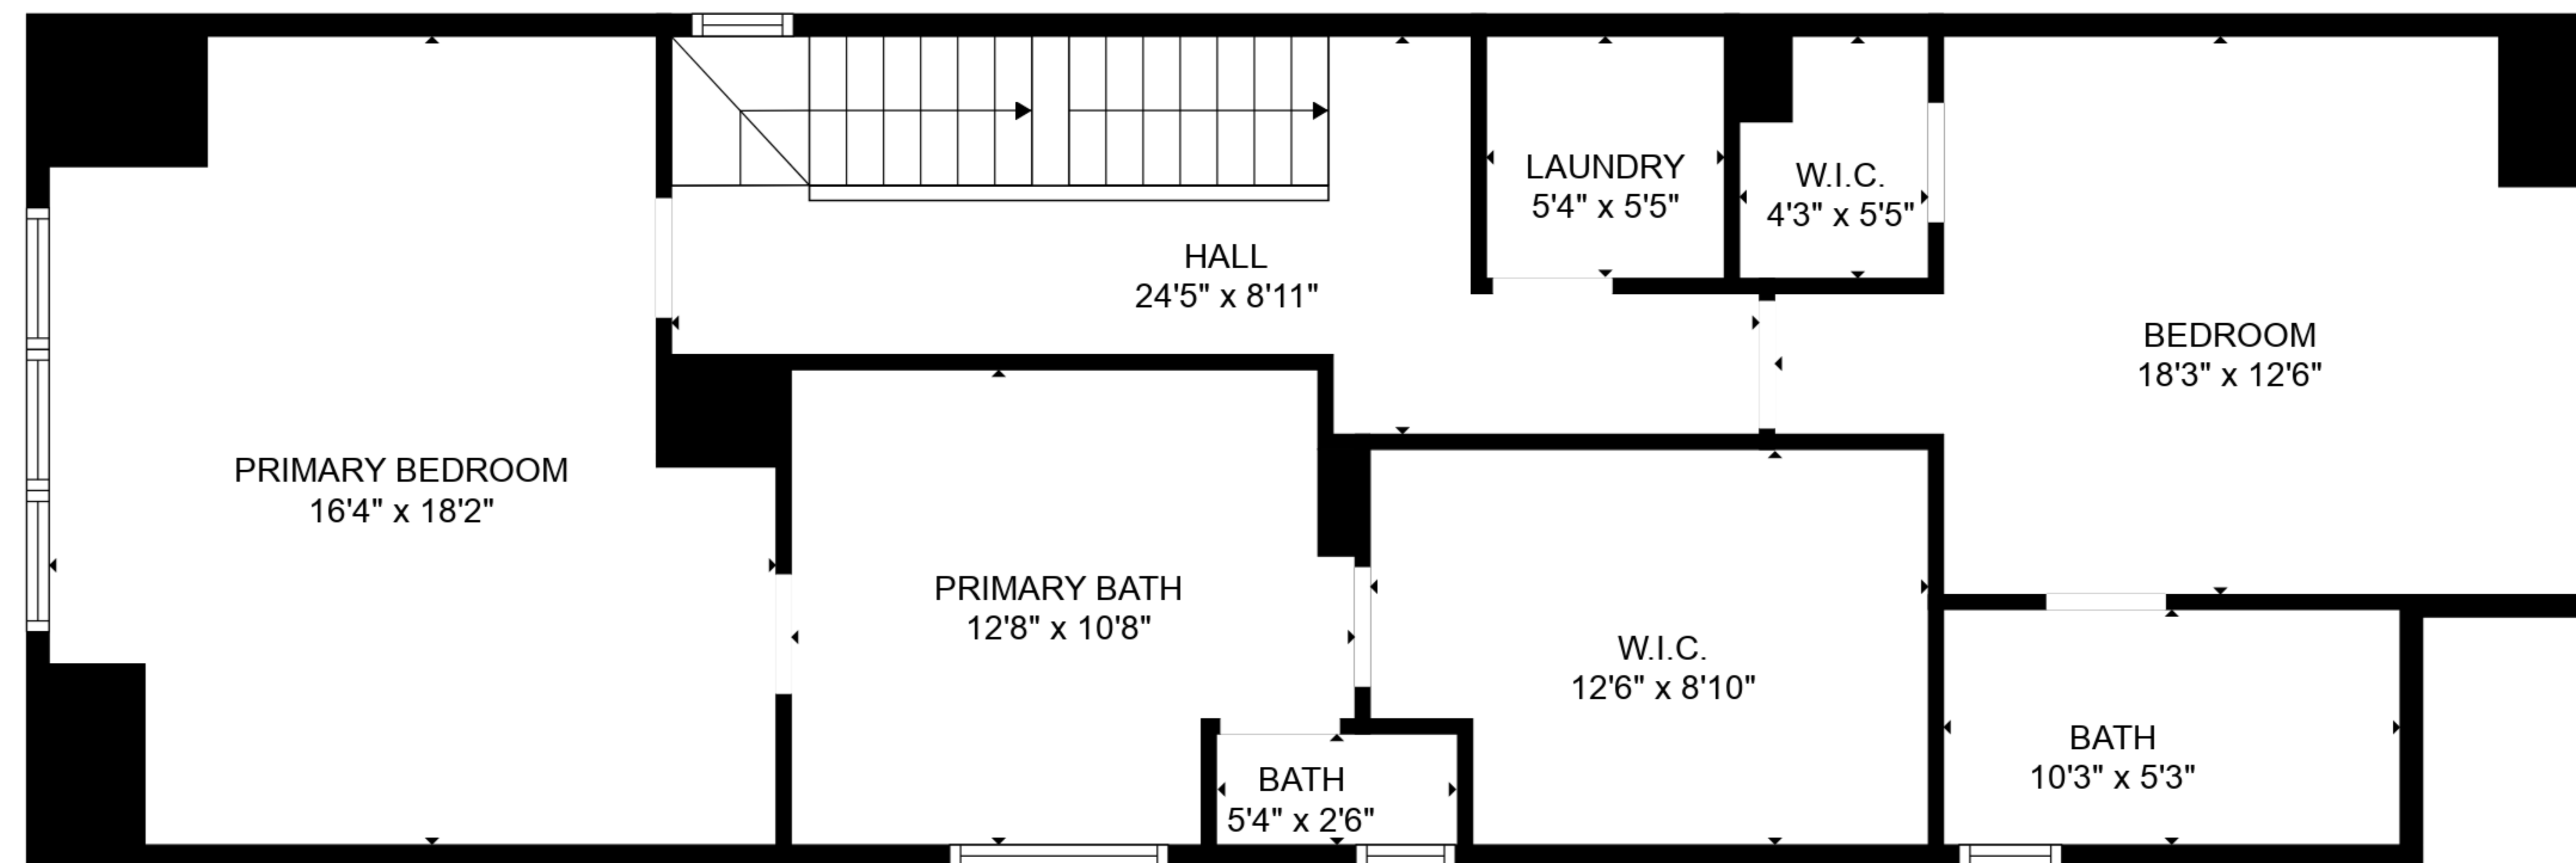 LAUNDRY
5'4" x 5'5"
W.I.C.
4'3" x 5'5"
HALL
24'5" x 8'11"
BEDROOM
18'3" x 12'6"
PRIMARY BEDROOM
16'4" x 18'2"
PRIMARY BATH
12'8" x 10'8"
W.I.C.
12'6" x 8'10"
BATH
10'3" x 5'3"
BATH
5'4" x 2'6"